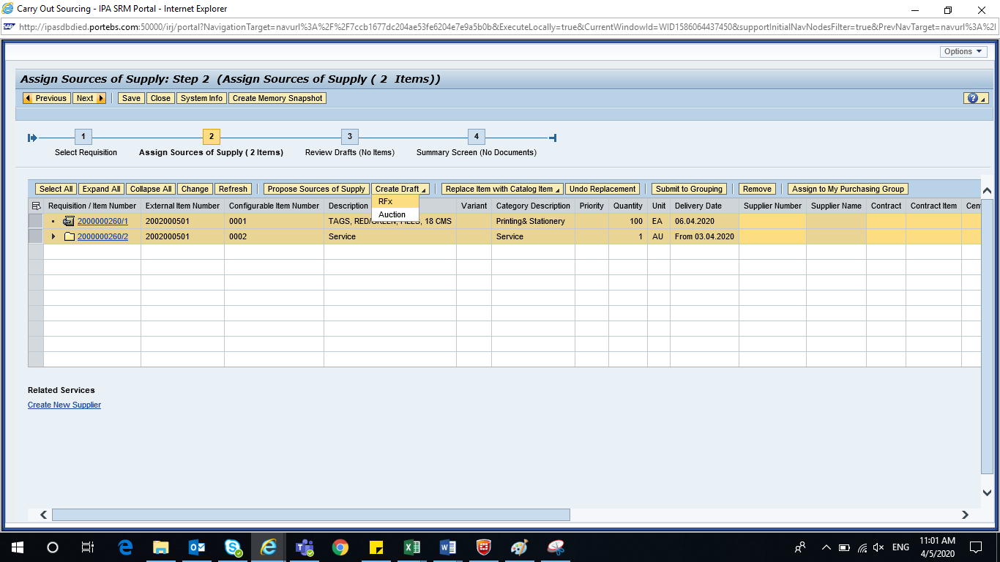 Carry Out Sourcing - IPA SRM Portal - Internet Explorer
http://ipasdbdied.portebs.com:50000/irj/portal?NavigationTarget=navurl%3A%2F%2F7ccb1677dc204ae53fe6204e7e9a5b0b&ExecuteLocally=true&CurrentWindowId=WID1586064437450&supportInitialNavNodesFilter=true&PrevNavTarget=navurl%3A%2
Options
Assign Sources of Supply: Step 2 (Assign Sources of Supply ( 2 Items))
Previous Next Save Close System Info Create Memory Snapshot
1 2 3 4
Select Requisition Assign Sources of Supply ( 2 Items) Review Drafts (No Items) Summary Screen (No Documents)
Select All Expand All Collapse All Change Refresh Propose Sources of Supply Create Draft Replace Item with Catalog Item Undo Replacement Submit to Grouping Remove Assign to My Purchasing Group
RFx
Auction
Requisition / Item Number External Item Number Configurable Item Number Description Variant Category Description Priority Quantity Unit Delivery Date Supplier Number Supplier Name Contract Contract Item Cen
2000000260/1 2002000501 0001 TAGS, RED/GREEN, FILES, 18 CMS Printing& Stationery 100 EA 06.04.2020
2000000260/2 2002000501 0002 Service Service 1 AU From 03.04.2020
Related Services
Create New Supplier
ENG
11:01 AM
4/5/2020